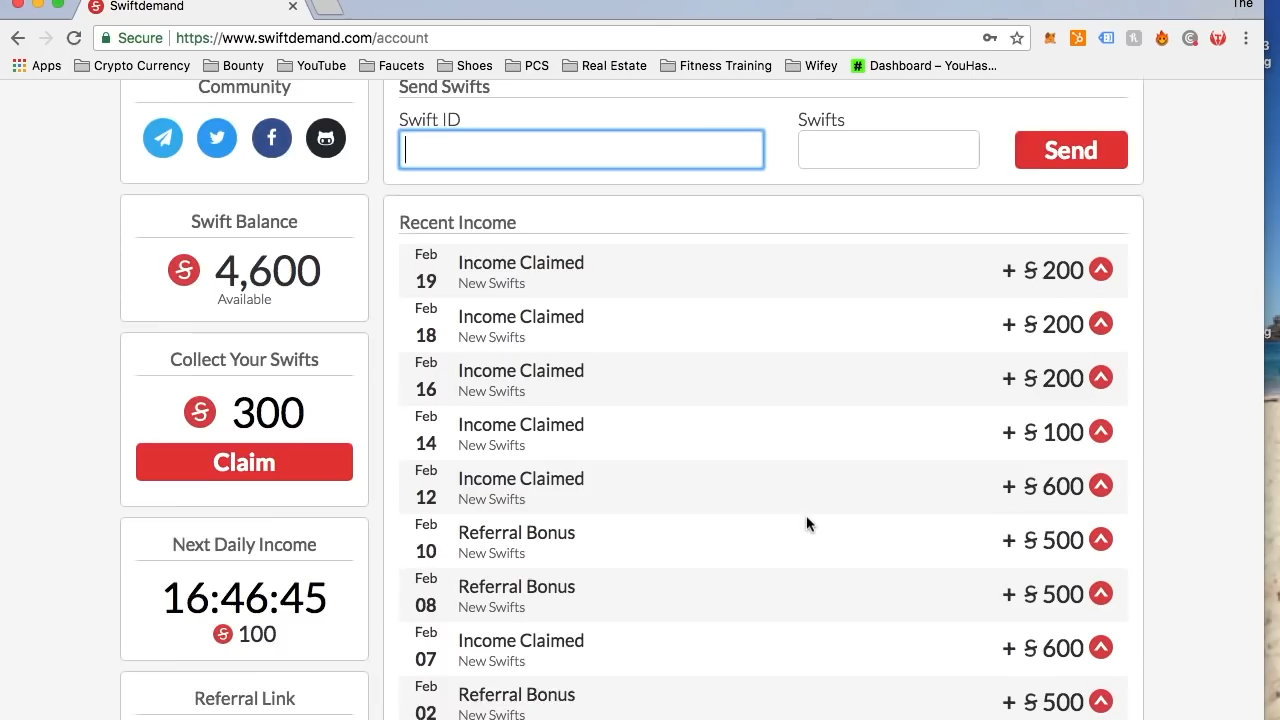 Swiftdemand
The
Secure https://www.swiftdemand.com/account
Apps Crypto Currency Bounty YouTube Faucets Shoes PCS Real Estate Fitness Training Wifey Dashboard – YouHas...
Community
Swift Balance
4,600
Available
Collect Your Swifts
300
Claim
Next Daily Income
16:46:45
100
Referral Link
Send Swifts
Swift ID
Swifts
Send
Recent Income
Feb 19 Income Claimed + S 200
New Swifts
Feb 18 Income Claimed + S 200
New Swifts
Feb 16 Income Claimed + S 200
New Swifts
Feb 14 Income Claimed + S 100
New Swifts
Feb 12 Income Claimed + S 600
New Swifts
Feb 10 Referral Bonus + S 500
New Swifts
Feb 08 Referral Bonus + S 500
New Swifts
Feb 07 Income Claimed + S 600
New Swifts
Feb 02 Referral Bonus + S 500
New Swifts